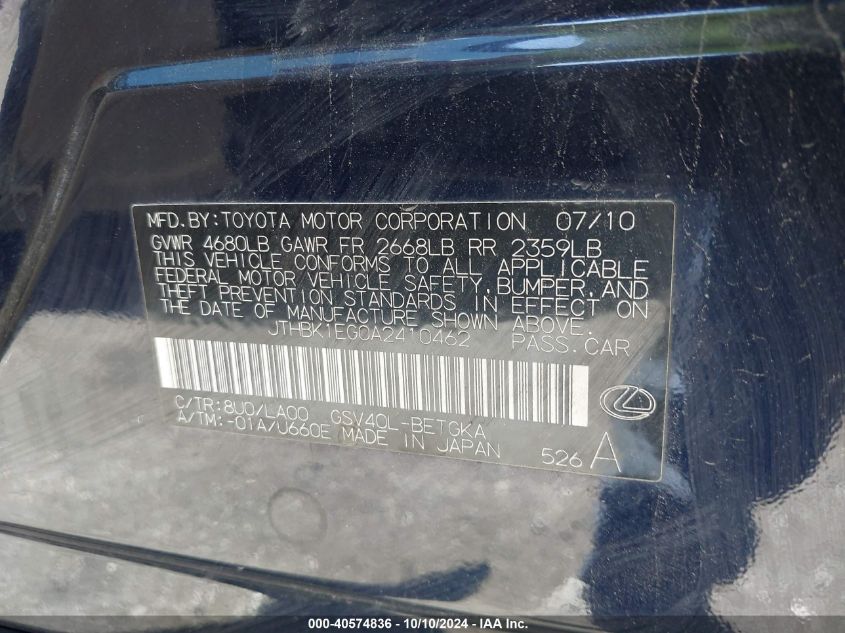 MFD.BY:TOYOTA MOTOR CORPORATION 07/10
GVWR 4680LB GAWR FR 2668LB RR 2359LB
THIS VEHICLE CONFORMS TO ALL APPLICABLE
FEDERAL MOTOR VEHICLE SAFETY,BUMPER,AND
THEFT PREVENTION STANDARDS IN EFFECT ON
THE DATE OF MANUFACTURE SHOWN ABOVE.
JTHBK1EG0A2410462 PASS.CAR
C/TR:8U0/LA00 GSV40L-BETGKA
A/TM:-01A/U660E MADE IN JAPAN
526 A
000-40574836 - 10/10/2024 - IAA Inc.